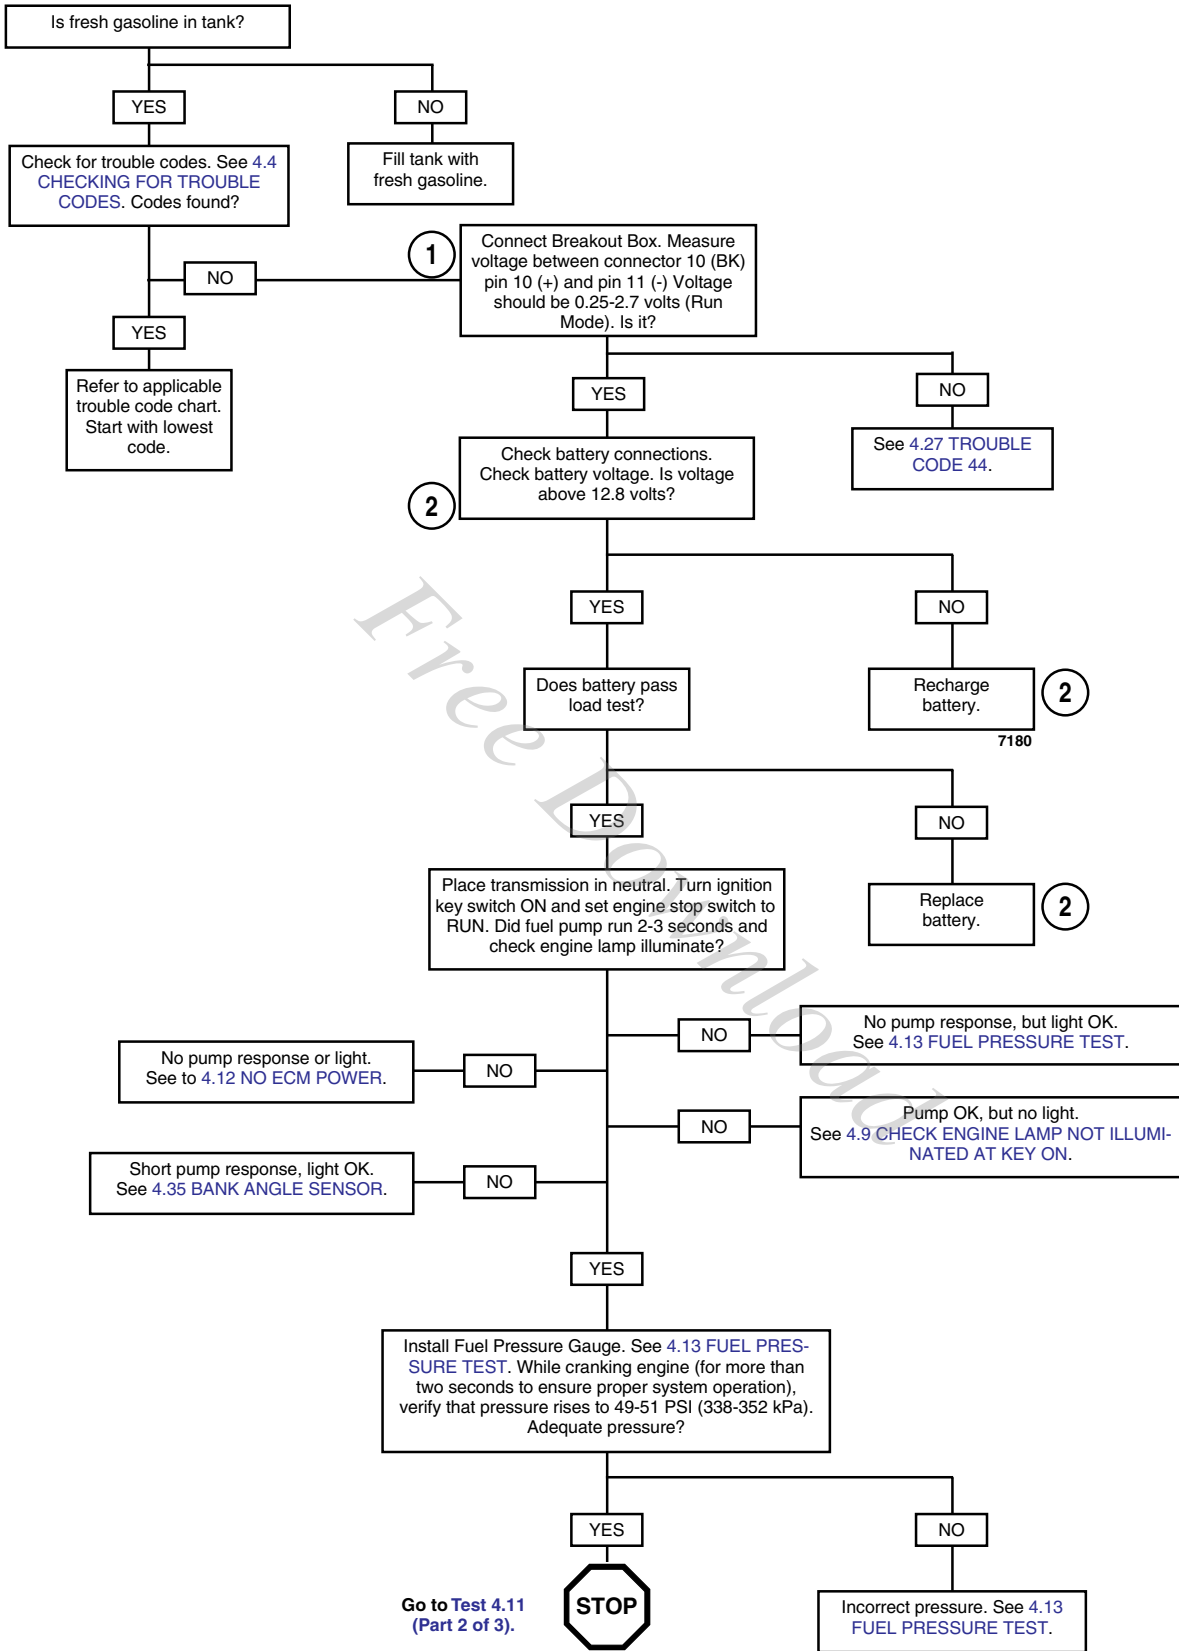 Is fresh gasoline in tank?
YES
NO
Check for trouble codes. See 4.4
CHECKING FOR TROUBLE
CODES. Codes found?
Fill tank with
fresh gasoline.
1
Connect Breakout Box. Measure
voltage between connector 10 (BK)
pin 10 (+) and pin 11 (-) Voltage
should be 0.25-2.7 volts (Run
Mode). Is it?
NO
YES
Refer to applicable
trouble code chart.
Start with lowest
code.
YES
NO
See 4.27 TROUBLE
CODE 44.
Check battery connections.
Check battery voltage. Is voltage
above 12.8 volts?
2
YES
NO
Does battery pass
load test?
Recharge
battery.
2
7180
YES
NO
Place transmission in neutral. Turn ignition
key switch ON and set engine stop switch to
RUN. Did fuel pump run 2-3 seconds and
check engine lamp illuminate?
Replace
battery.
2
NO
No pump response, but light OK.
See 4.13 FUEL PRESSURE TEST.
No pump response or light.
See to 4.12 NO ECM POWER.
NO
NO
Pump OK, but no light.
See 4.9 CHECK ENGINE LAMP NOT ILLUMI-
NATED AT KEY ON.
Short pump response, light OK.
See 4.35 BANK ANGLE SENSOR.
NO
YES
Install Fuel Pressure Gauge. See 4.13 FUEL PRES-
SURE TEST. While cranking engine (for more than
two seconds to ensure proper system operation),
verify that pressure rises to 49-51 PSI (338-352 kPa).
Adequate pressure?
YES
NO
Go to Test 4.11
(Part 2 of 3).
STOP
Incorrect pressure. See 4.13
FUEL PRESSURE TEST.
Free Download